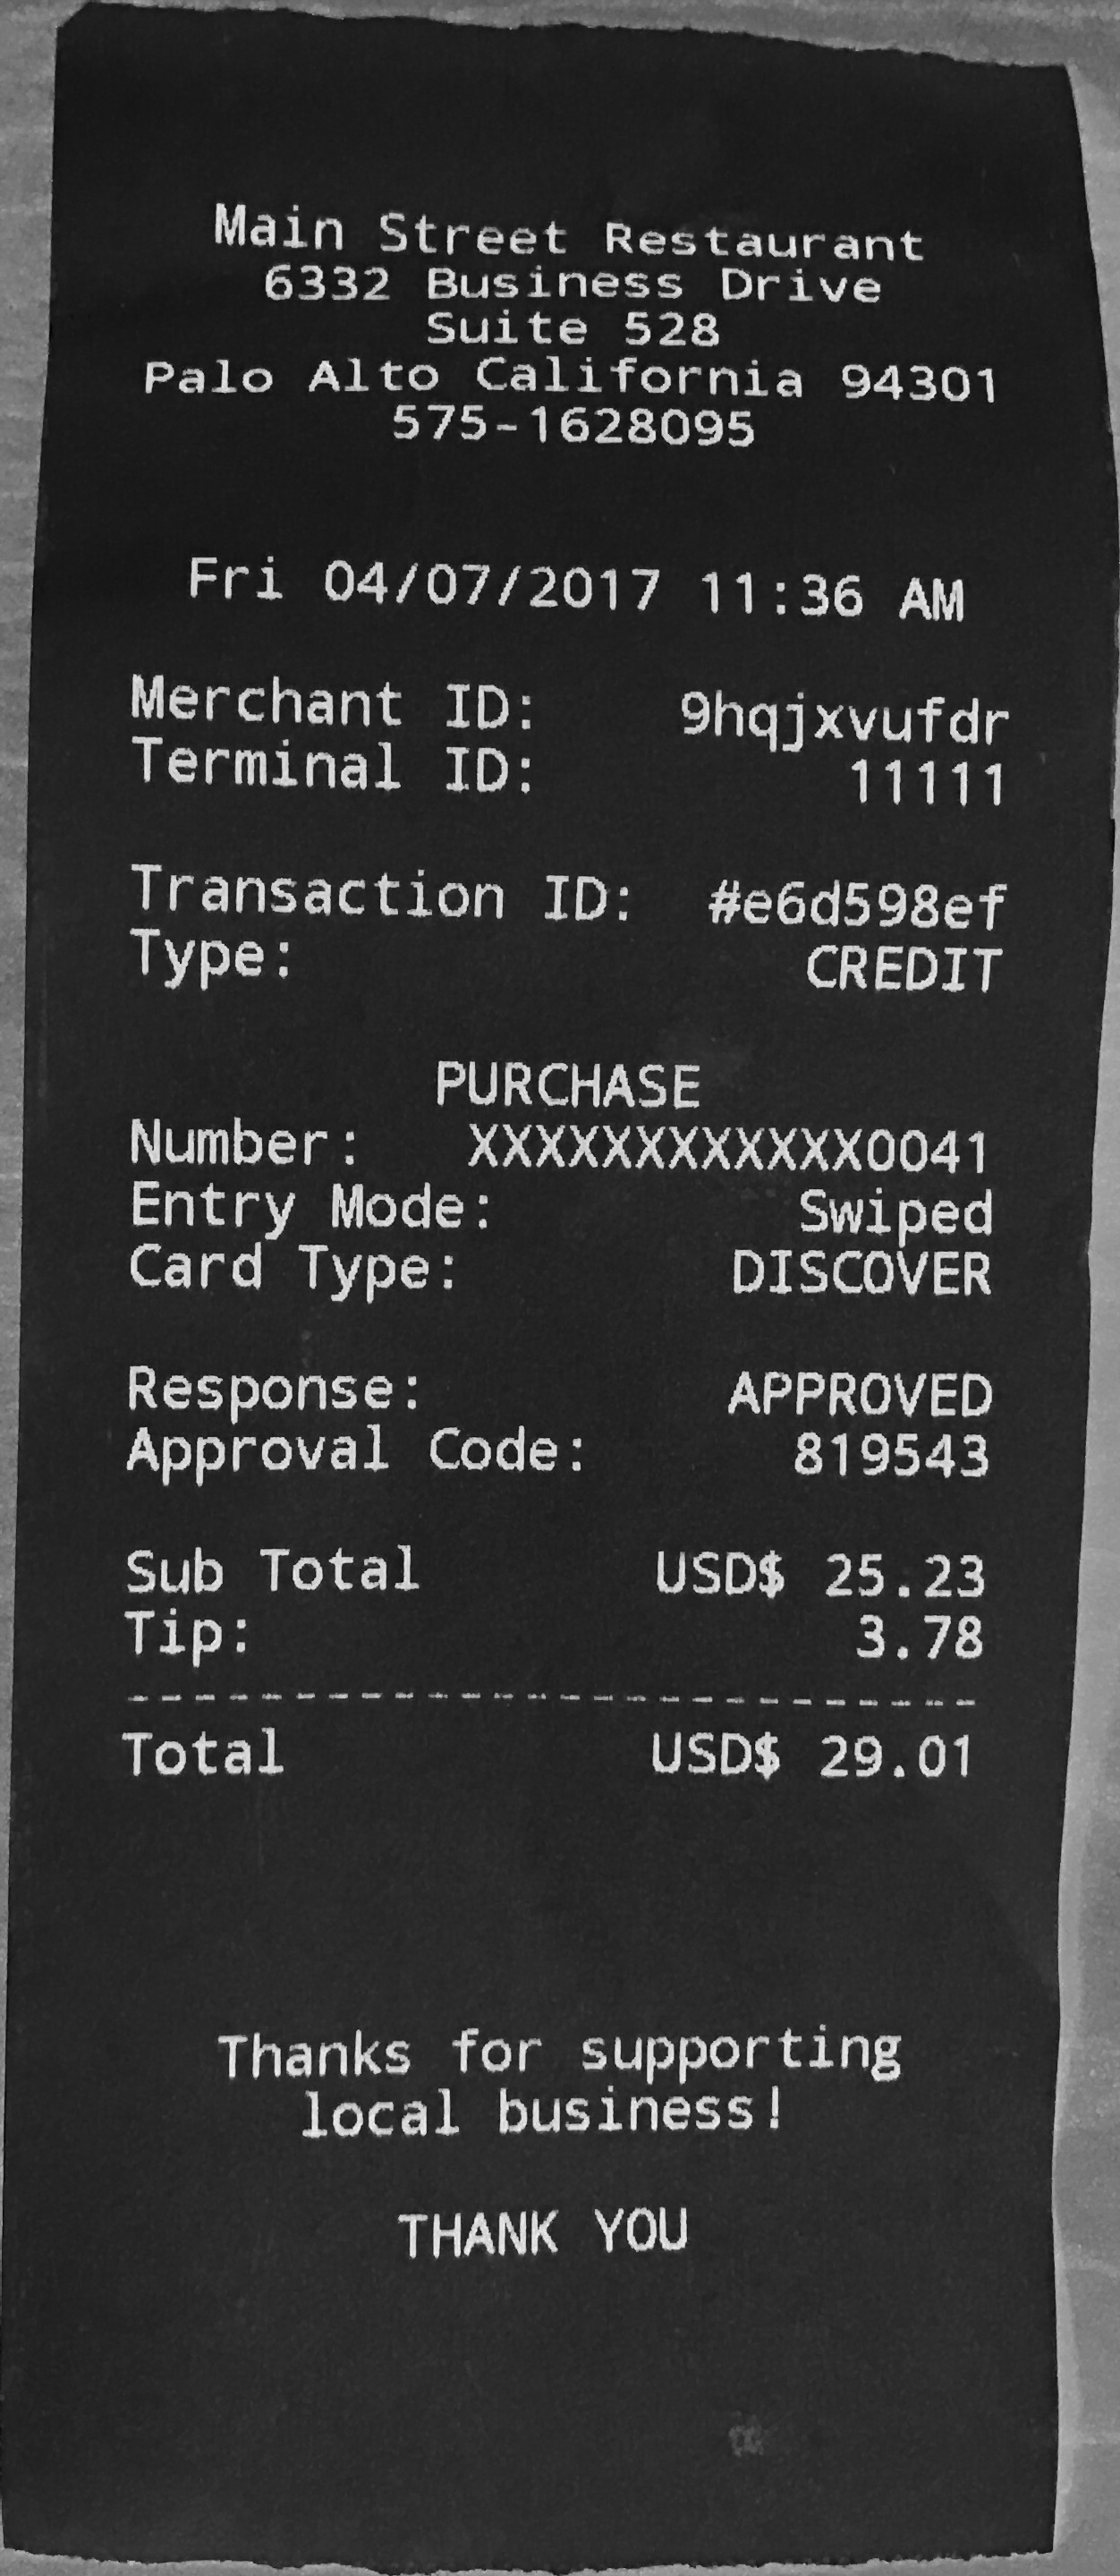 Main Street Restaurant
6332 Business Drive
Suite 528
Palo Alto California 94301
575-1628095
Fri 04/07/2017 11:36 AM
Merchant ID: 9hqjxvufdr
Terminal ID: 11111
Transaction ID: #e6d598ef
Type: CREDIT
PURCHASE
Number: XXXXXXXXXXXX0041
Entry Mode: Swiped
Card Type: DISCOVER
Response: APPROVED
Approval Code: 819543
Sub Total USD$ 25.23
Tip: 3.78
--------------------------
Total USD$ 29.01
Thanks for supporting
local business!
THANK YOU